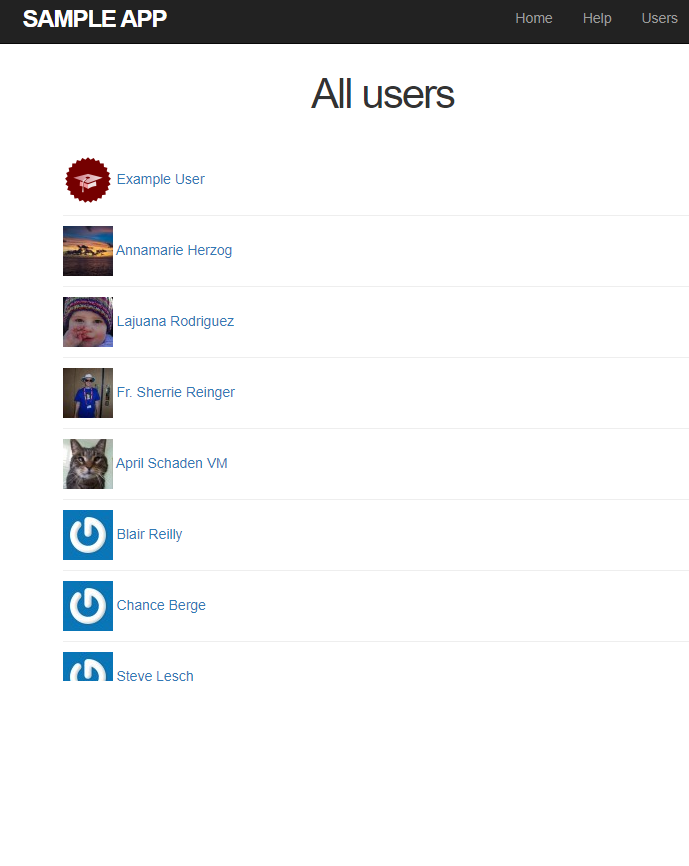 SAMPLE APP Home Help Users
All users
Example User
Annamarie Herzog
Lajuana Rodriguez
Fr. Sherrie Reinger
April Schaden VM
Blair Reilly
Chance Berge
Steve Lesch